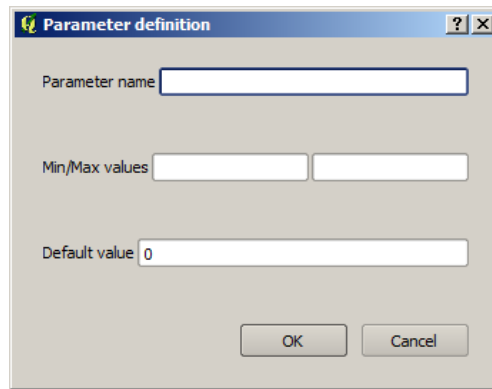 Parameter definition
Parameter name
Min/Max values
Default value 0
OK Cancel